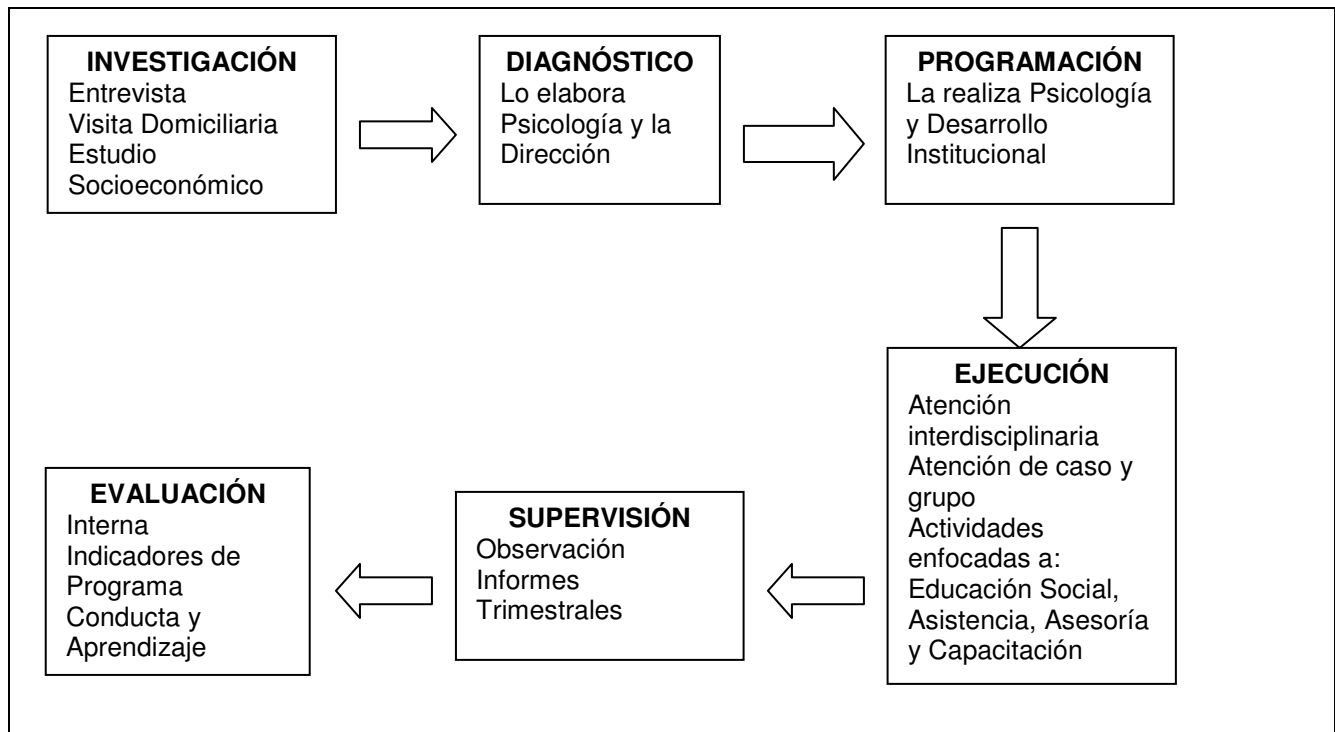 INVESTIGACIÓN
Entrevista
Visita Domiciliaria
Estudio
Socioeconómico
DIAGNÓSTICO
Lo elabora
Psicología y la
Dirección
PROGRAMACIÓN
La realiza Psicología
y Desarrollo
Institucional
EJECUCIÓN
Atención
interdisciplinaria
Atención de caso y
grupo
Actividades
enfocadas a:
Educación Social,
Asistencia, Asesoría
y Capacitación
SUPERVISIÓN
Observación
Informes
Trimestrales
EVALUACIÓN
Interna
Indicadores de
Programa
Conducta y
Aprendizaje